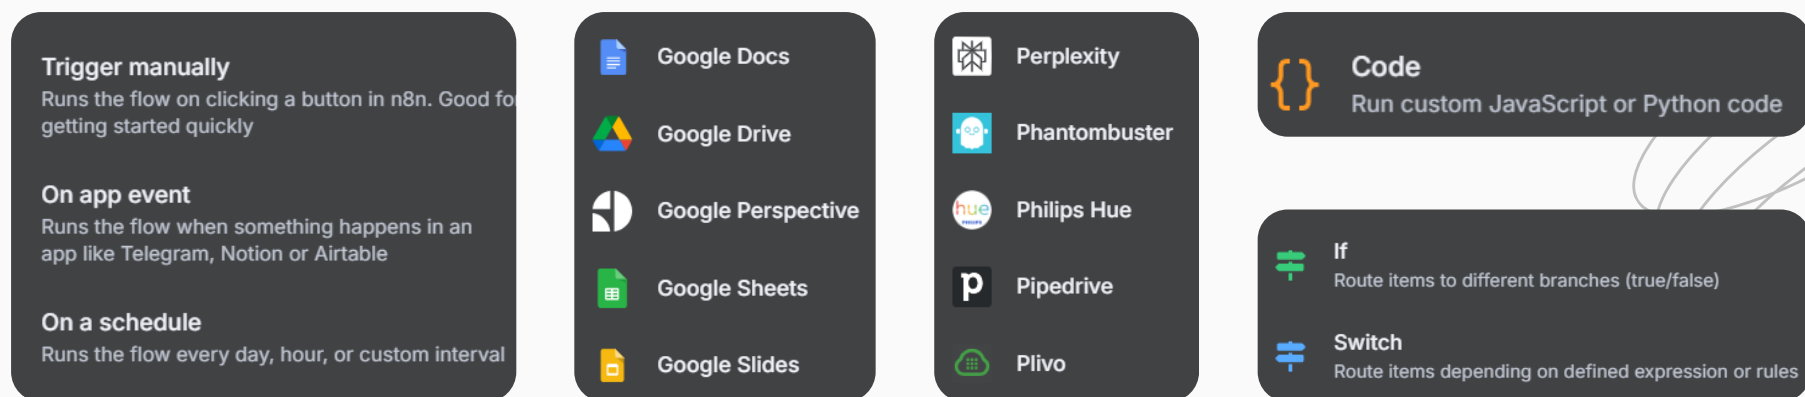 Trigger manually
Runs the flow on clicking a button in n8n. Good for
getting started quickly
On app event
Runs the flow when something happens in an
app like Telegram, Notion or Airtable
On a schedule
Runs the flow every day, hour, or custom interval
Google Docs
Google Drive
Google Perspective
Google Sheets
Google Slides
Perplexity
Phantombuster
hue
PHILIPS
Philips Hue
p
Pipedrive
Plivo
{}
Code
Run custom JavaScript or Python code
If
Route items to different branches (true/false)
Switch
Route items depending on defined expression or rules